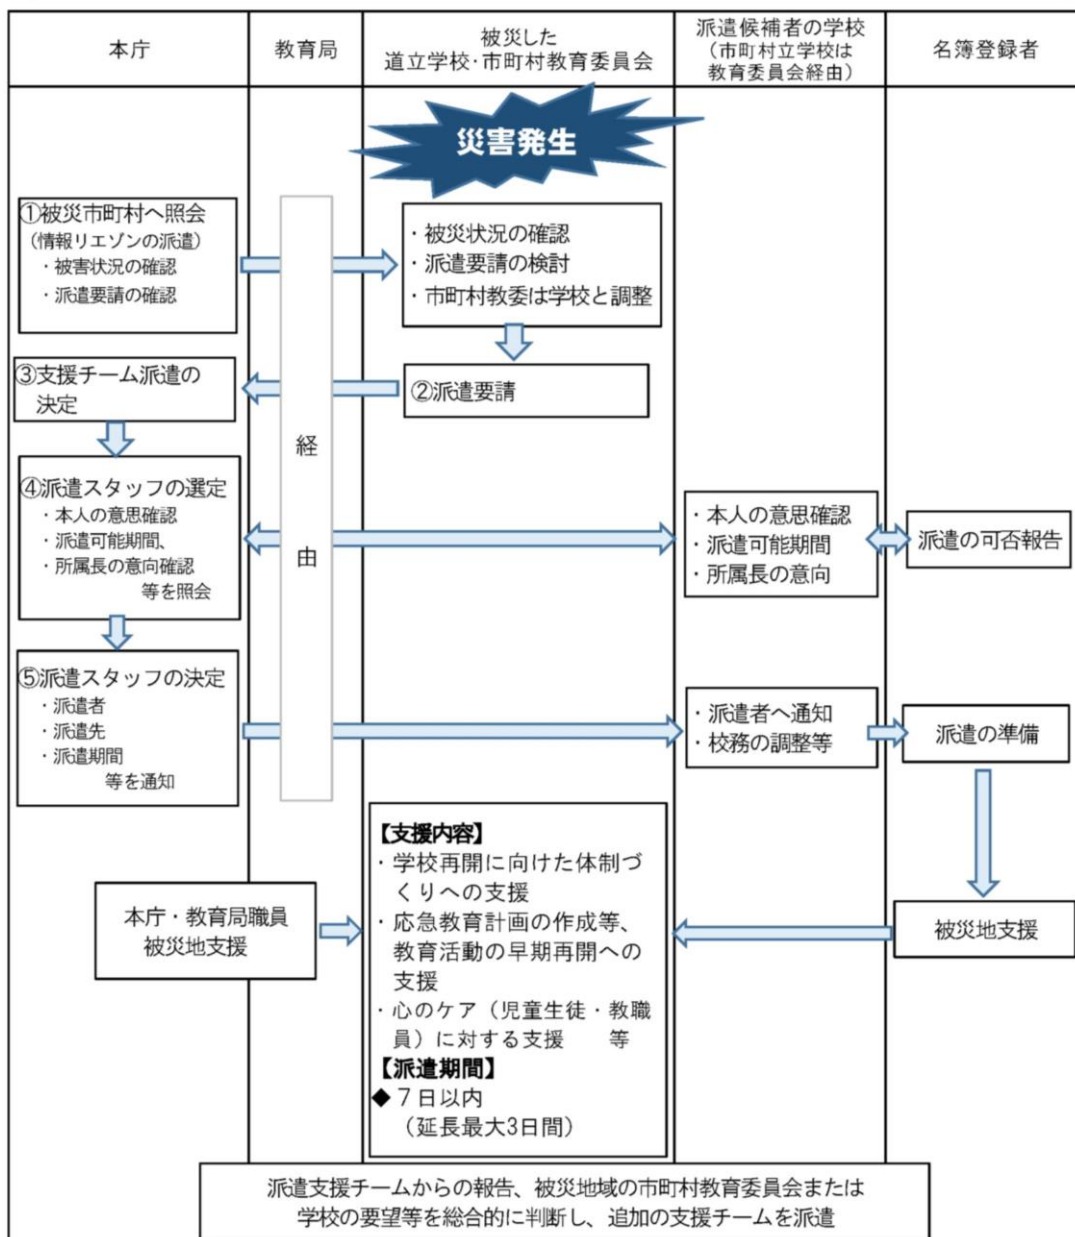 本庁
教育局
被災した
道立学校・市町村教育委員会
派遣候補者の学校
（市町村立学校は
教育委員会経由）
名簿登録者
災害発生
①被災市町村へ照会
（情報リエゾンの派遣）
・被害状況の確認
・派遣要請の確認
・被災状況の確認
・派遣要請の検討
・市町村教委は学校と調整
②派遣要請
③支援チーム派遣の
決定
経
由
④派遣スタッフの選定
・本人の意思確認
・派遣可能期間、
・所属長の意向確認
等を照会
・本人の意思確認
・派遣可能期間
・所属長の意向
派遣の可否報告
⑤派遣スタッフの決定
・派遣者
・派遣先
・派遣期間
等を通知
・派遣者へ通知
・校務の調整等
派遣の準備
本庁・教育局職員
被災地支援
【支援内容】
・学校再開に向けた体制づ
くりへの支援
・応急教育計画の作成等、
教育活動の早期再開への
支援
・心のケア（児童生徒・教職
員）に対する支援　等
【派遣期間】
◆７日以内
（延長最大3日間）
被災地支援
派遣支援チームからの報告、被災地域の市町村教育委員会または
学校の要望等を総合的に判断し、追加の支援チームを派遣